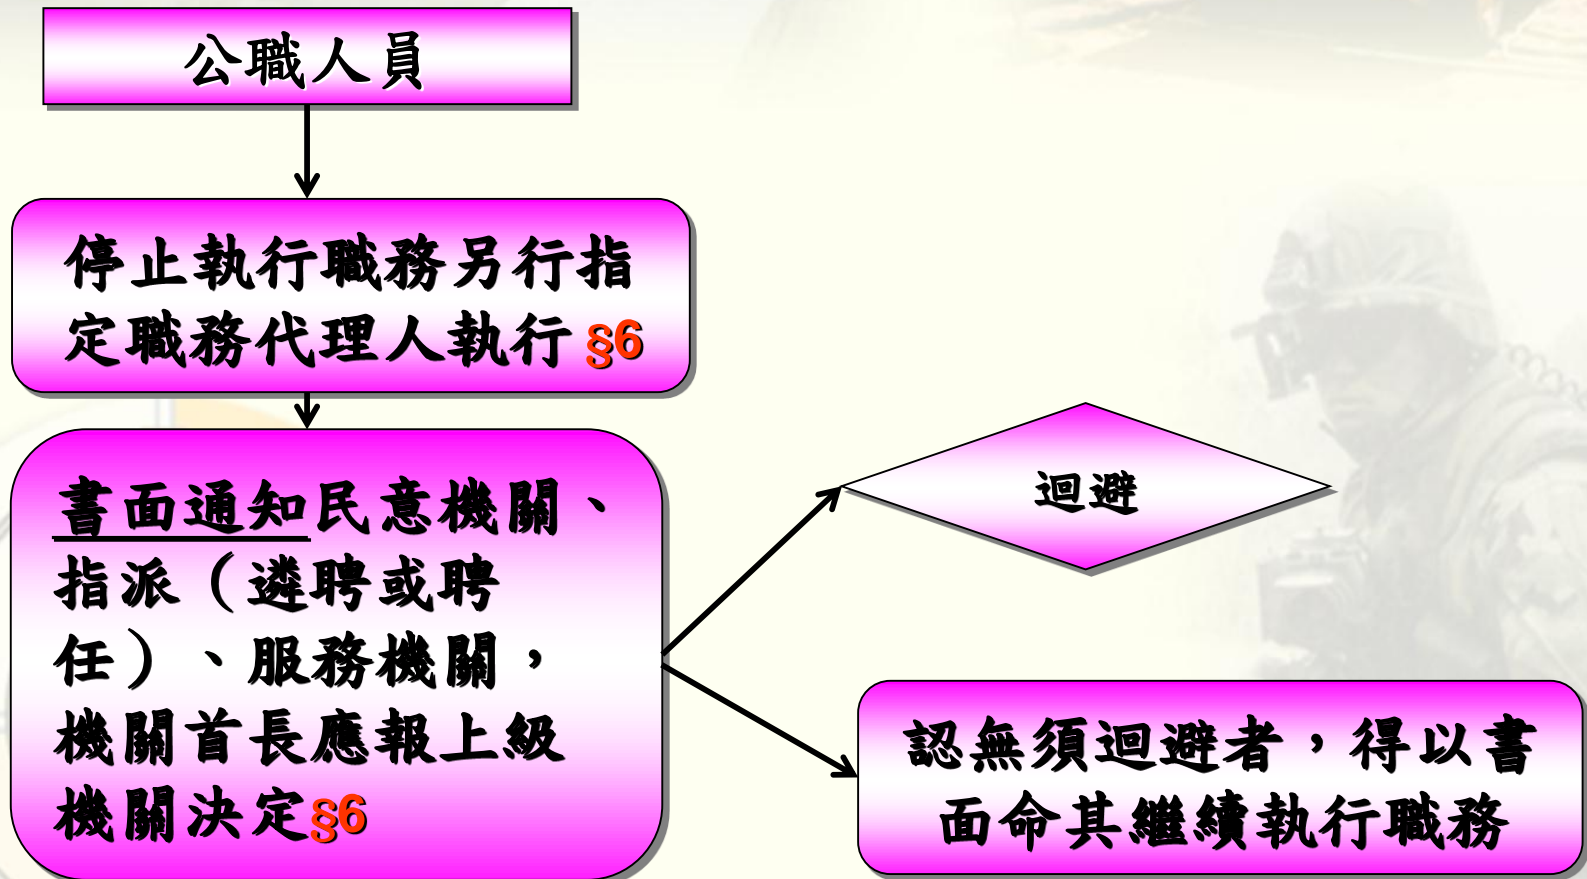 公職人員
停止執行職務另行指
定職務代理人執行 §6
書面通知民意機關、
指派（遴聘或聘
任）、服務機關，
機關首長應報上級
機關決定§6
迴避
認無須迴避者，得以書
面命其繼續執行職務